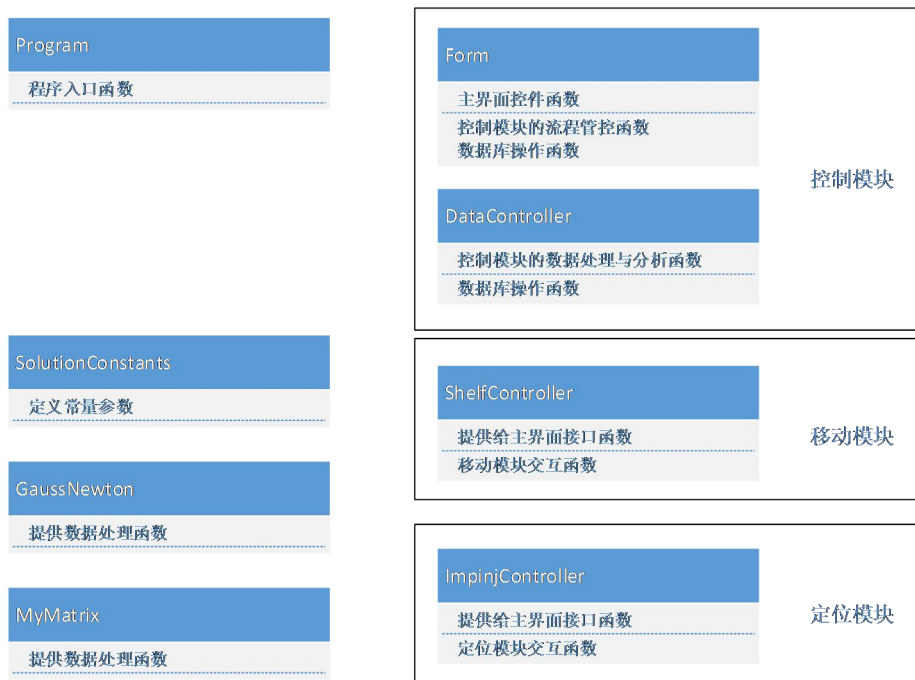 Program
程序入口函数
SolutionConstants
定义常量参数
GaussNewton
提供数据处理函数
MyMatrix
提供数据处理函数
Form
主界面控件函数
控制模块的流程管控函数
数据库操作函数
DataController
控制模块的数据处理与分析函数
数据库操作函数
控制模块
ShelfController
提供给主界面接口函数
移动模块交互函数
移动模块
ImpinjController
提供给主界面接口函数
定位模块交互函数
定位模块